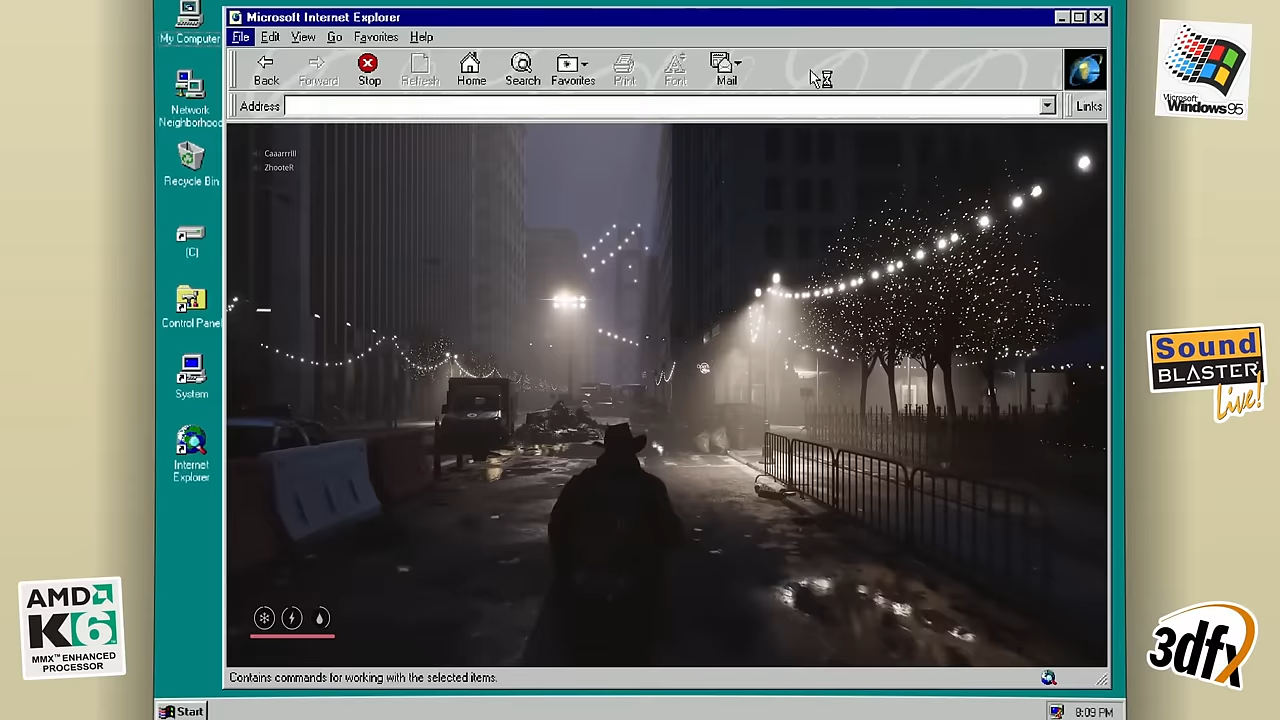 Microsoft Internet Explorer
File Edit View Go Favorites Help
Back Forward Stop Refresh Home Search Favorites Print Font Mail
Address
Links
My Computer
Network
Neighborhood
Recycle Bin
(C)
Control Panel
System
Internet
Explorer
Caaarrrlll
ZhooteR
Contains commands for working with the selected items.
Start
8:09 PM
Microsoft
Windows 95
Sound
BLASTER
Live!
AMD
K6
MMX™ ENHANCED
PROCESSOR
3dfx